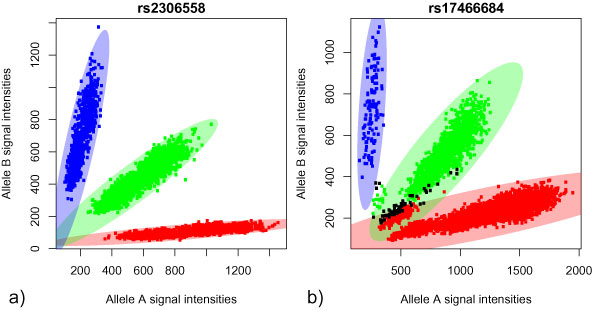 rs2306558
rs17466684
Allele B signal intensities
0 200 400 600 800 1200
200 400 600 800 1200
Allele A signal intensities
a)
Allele B signal intensities
200 400 600 800 1000
500 1000 1500 2000
Allele A signal intensities
b)